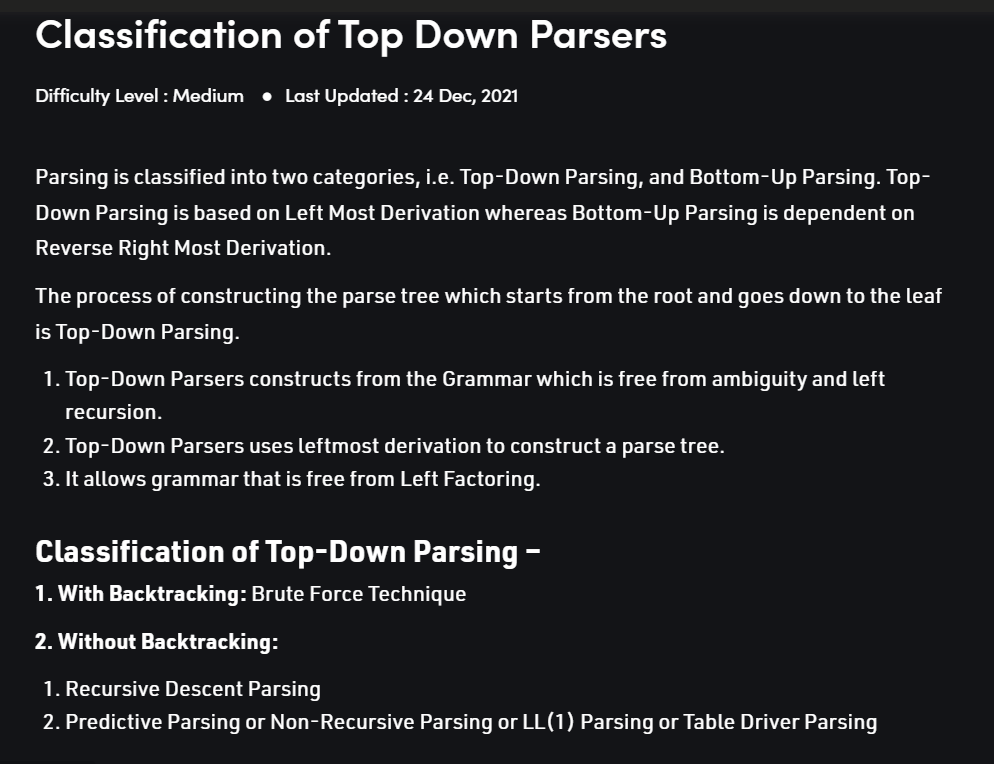 Classification of Top Down Parsers
Difficulty Level : Medium ● Last Updated : 24 Dec, 2021
Parsing is classified into two categories, i.e. Top-Down Parsing, and Bottom-Up Parsing. Top-
Down Parsing is based on Left Most Derivation whereas Bottom-Up Parsing is dependent on
Reverse Right Most Derivation.
The process of constructing the parse tree which starts from the root and goes down to the leaf
is Top-Down Parsing.
1. Top-Down Parsers constructs from the Grammar which is free from ambiguity and left
recursion.
2. Top-Down Parsers uses leftmost derivation to construct a parse tree.
3. It allows grammar that is free from Left Factoring.
Classification of Top-Down Parsing –
1. With Backtracking: Brute Force Technique
2. Without Backtracking:
1. Recursive Descent Parsing
2. Predictive Parsing or Non-Recursive Parsing or LL(1) Parsing or Table Driver Parsing